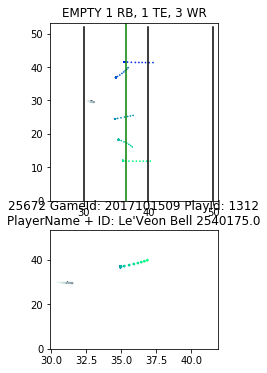 EMPTY 1 RB, 1 TE, 3 WR
50
40
30
20
10
0
30 40 50
25672 GameId: 2017101509 PlayId: 1312
PlayerName + ID: Le'Veon Bell 2540175.0
40
20
0
30.0 32.5 35.0 37.5 40.0